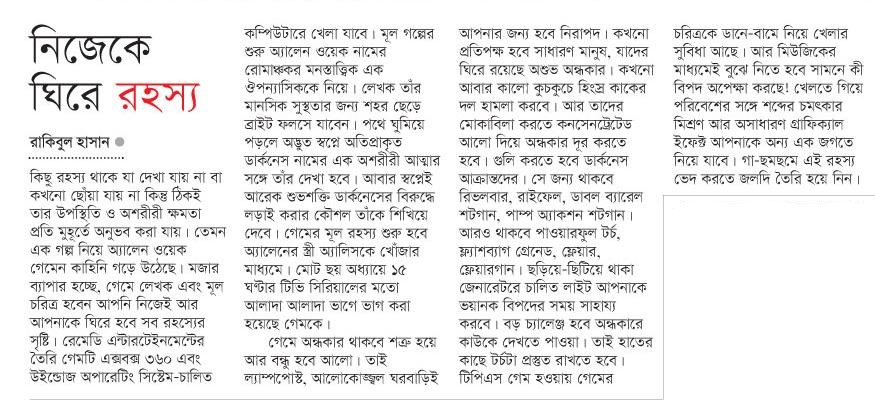 নিজেকে
ঘিরে রহস্য
রাকিবুল হাসান
কিছু রহস্য থাকে যা দেখা যায় না বা
কখনো ছোঁয়া যায় না কিন্তু ঠিকই
তার উপস্থিতি ও অশরীরী ক্ষমতা
প্রতি মুহূর্তে অনুভব করা যায়। তেমন
এক গল্প নিয়ে অ্যালেন ওয়েক
গেমেন কাহিনি গড়ে উঠেছে। মজার
ব্যাপার হচ্ছে, গেমে লেখক এবং মূল
চরিত্র হবেন আপনি নিজেই আর
আপনাকে ঘিরে হবে সব রহস্যের
সৃষ্টি। রেমেডি এন্টারটেইনমেন্টের
তৈরি গেমটি এক্সবক্স ৩৬০ এবং
উইন্ডোজ অপারেটিং সিস্টেম-চালিত
কম্পিউটারে খেলা যাবে। মূল গল্পের
শুরু অ্যালেন ওয়েক নামের
রোমাঞ্চকর মনস্তাত্ত্বিক এক
ঔপন্যাসিককে নিয়ে। লেখক তাঁর
মানসিক সুস্থতার জন্য শহর ছেড়ে
ব্রাইট ফলসে যাবেন। পথে ঘুমিয়ে
পড়লে অদ্ভুত স্বপ্নে অতিপ্রাকৃত
ডার্কনেস নামের এক অশরীরী আত্মার
সঙ্গে তাঁর দেখা হবে। আবার স্বপ্নেই
আরেক শুভশক্তি ডার্কনেসের বিরুদ্ধে
লড়াই করার কৌশল তাঁকে শিখিয়ে
দেবে। গেমের মূল রহস্য শুরু হবে
অ্যালেনের স্ত্রী অ্যালিসকে খোঁজার
মাধ্যমে। মোট ছয় অধ্যায়ে ১৫
ঘণ্টার টিভি সিরিয়ালের মতো
আলাদা আলাদা ভাগে ভাগ করা
হয়েছে গেমকে।
গেমে অন্ধকার থাকবে শত্রু হয়ে
আর বন্ধু হবে আলো। তাই
ল্যাম্পপোস্ট, আলোকোজ্জ্বল ঘরবাড়িই
আপনার জন্য হবে নিরাপদ। কখনো
প্রতিপক্ষ হবে সাধারণ মানুষ, যাদের
ঘিরে রয়েছে অশুভ অন্ধকার। কখনো
আবার কালো কুচকুচে হিংস্র কাকের
দল হামলা করবে। আর তাদের
মোকাবিলা করতে কনসেনট্রেটেড
আলো দিয়ে অন্ধকার দূর করতে
হবে। গুলি করতে হবে ডার্কনেস
আক্রান্তদের। সে জন্য থাকবে
রিভলবার, রাইফেল, ডাবল ব্যারেল
শটগান, পাম্প অ্যাকশন শটগান।
আরও থাকবে পাওয়ারফুল টর্চ,
ফ্ল্যাশব্যাগ গ্রেনেড, ফ্লেয়ার,
ফ্লেয়ারগান। ছড়িয়ে-ছিটিয়ে থাকা
জেনারেটরে চালিত লাইট আপনাকে
ভয়ানক বিপদের সময় সাহায্য
করবে। বড় চ্যালেঞ্জ হবে অন্ধকারে
কাউকে দেখতে পাওয়া। তাই হাতের
কাছে টর্চটা প্রস্তুত রাখতে হবে।
টিপিএস গেম হওয়ায় গেমের
চরিত্রকে ডানে-বামে নিয়ে খেলার
সুবিধা আছে। আর মিউজিকের
মাধ্যমেই বুঝে নিতে হবে সামনে কী
বিপদ অপেক্ষা করছে! খেলতে গিয়ে
পরিবেশের সঙ্গে শব্দের চমৎকার
মিশ্রণ আর অসাধারণ গ্রাফিক্যাল
ইফেক্ট আপনাকে অন্য এক জগতে
নিয়ে যাবে। গা-ছমছমে এই রহস্য
ভেদ করতে জলদি তৈরি হয়ে নিন।